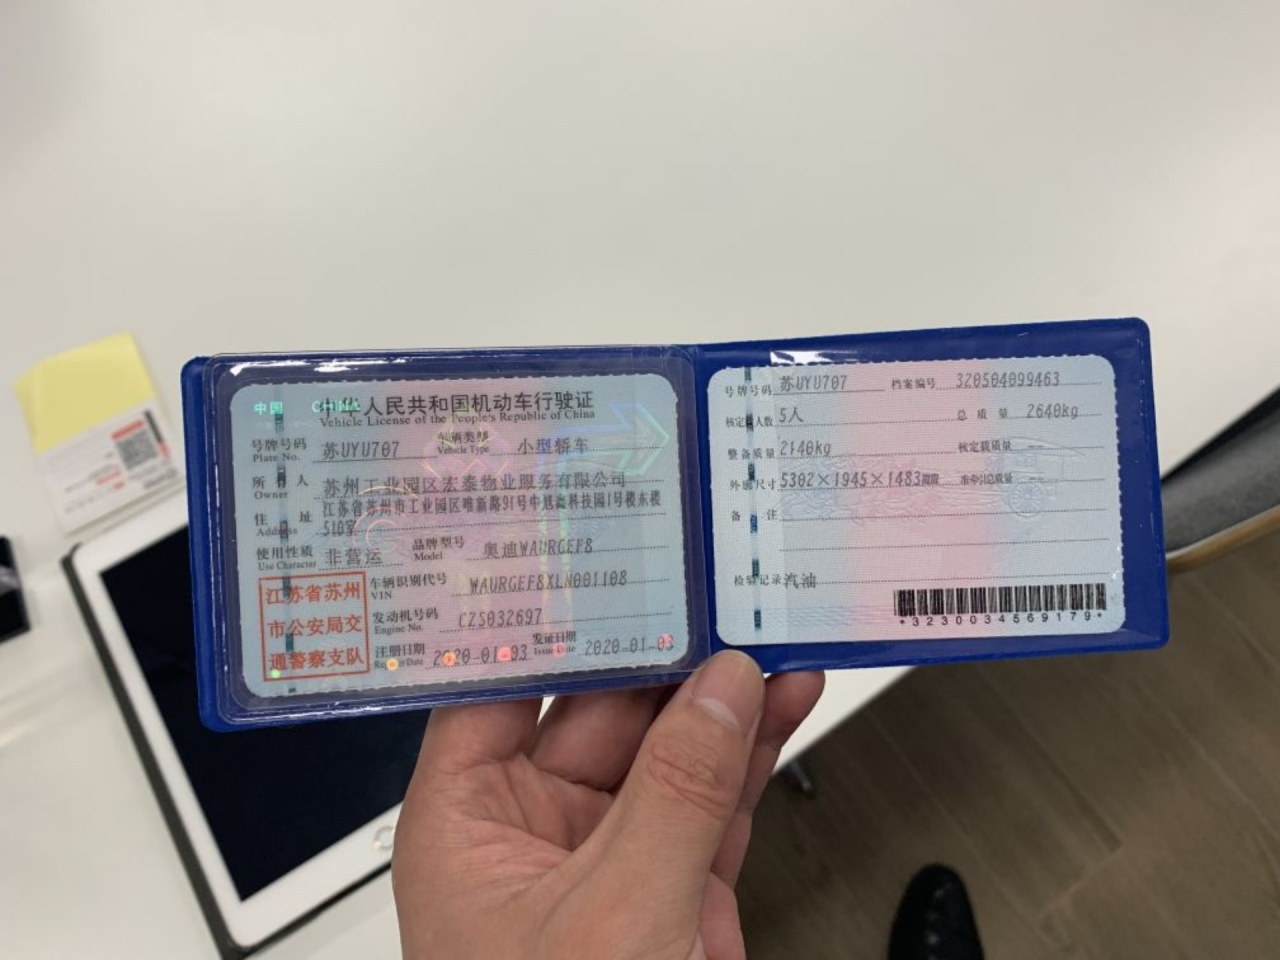 中国 CHINA
中华人民共和国机动车行驶证
Vehicle License of the People's Republic of China
号牌号码 苏UYU707 车辆类型 小型轿车
Plate No. Vehicle Type
所有人 苏州工业园区宏泰物业服务有限公司
Owner
住址 江苏省苏州市工业园区唯新路91号中冠鑫科技园1号楼东楼
Address 510室
使用性质 非营运 品牌型号 奥迪WAURGEF8
Use Character Model
江苏省苏州
市公安局交
通警察支队
车辆识别代号 WAURGEF8XLN001108
VIN
发动机号码 CZS032697
Engine No.
注册日期 2020-01-03 发证日期 2020-01-03
Register Date Issue Date
号牌号码 苏UYU707 档案编号 320504099463
核定载人数 5人 总质量 2640kg
整备质量 2140kg 核定载质量 --
外廓尺寸 5302×1945×1483mm 准牵引总质量 --
备注
检验记录 汽油
*3230034569179*